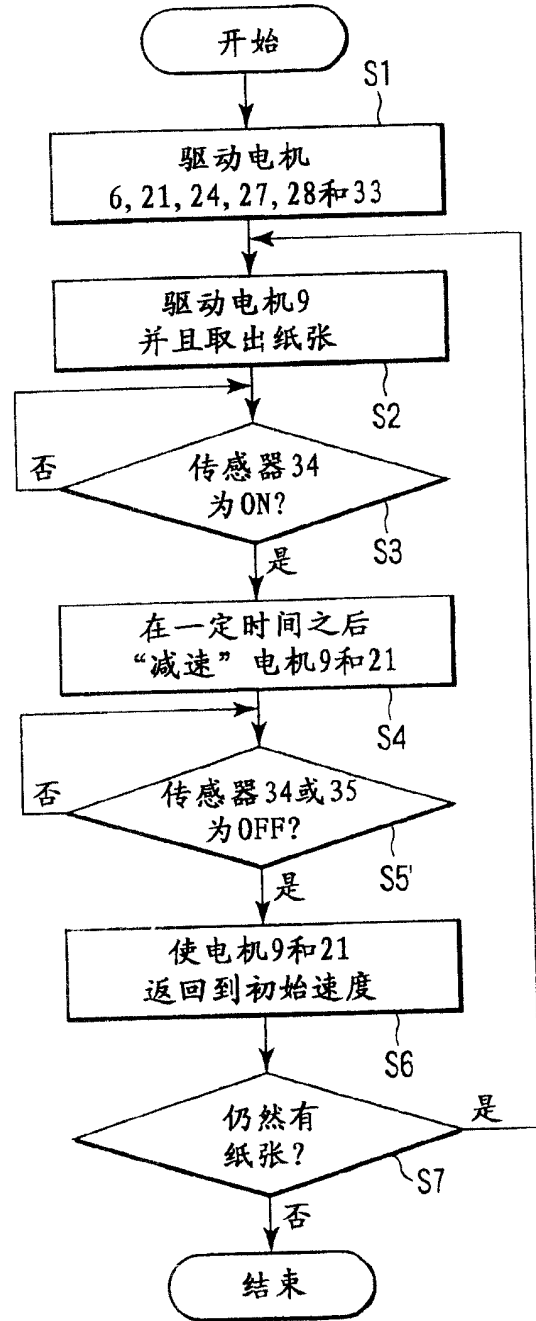 开始
S1
驱动电机
6,21,24,27,28和33
驱动电机9
并且取出纸张
S2
否
传感器34
为ON?
S3
是
在一定时间之后
“减速”电机9和21
S4
否
传感器34或35
为OFF?
S5'
是
使电机9和21
返回到初始速度
S6
仍然有
纸张?
是
S7
否
结束